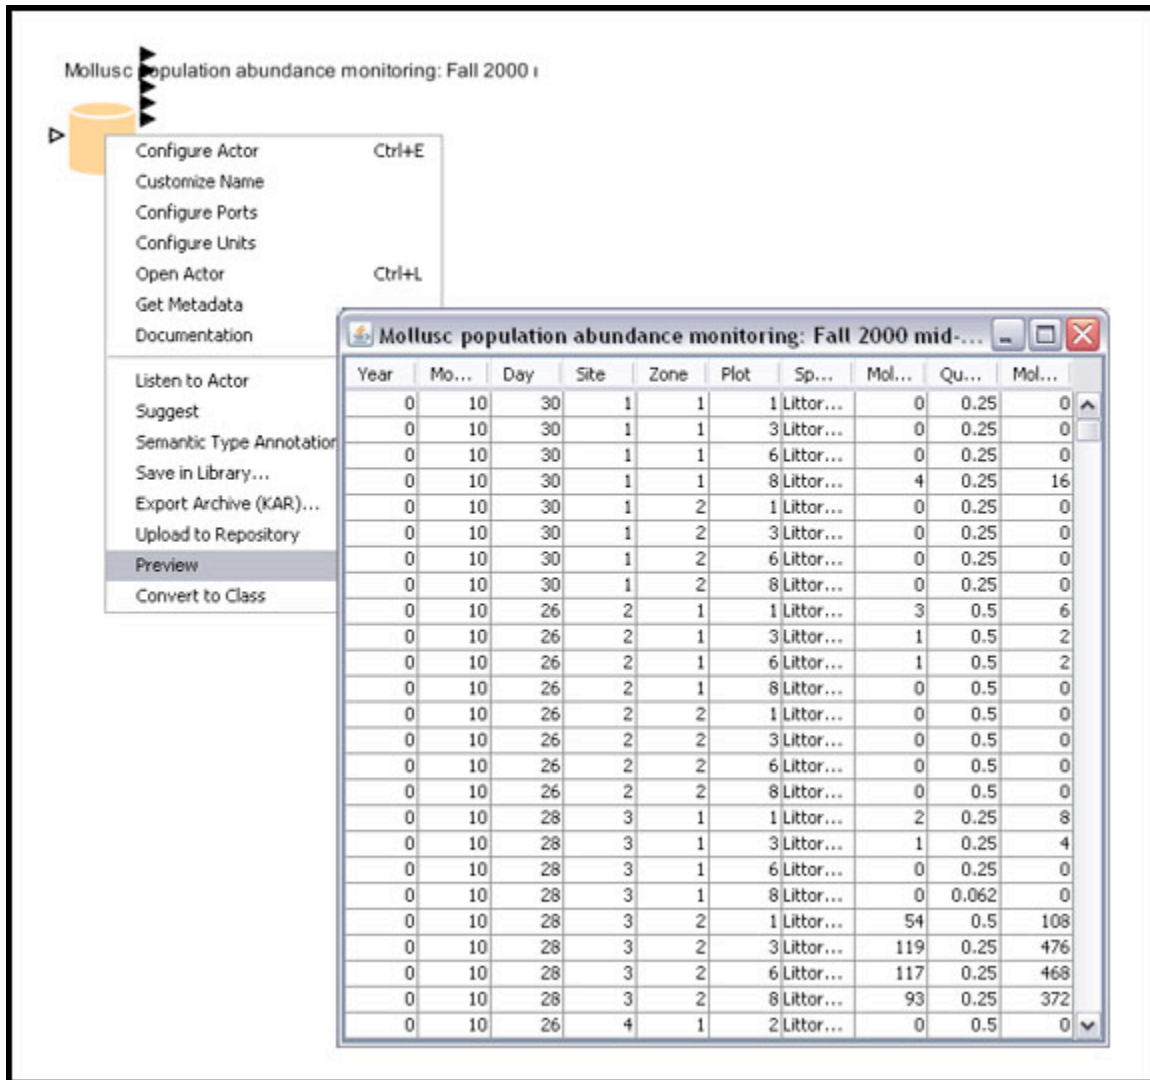 Mollusc population abundance monitoring: Fall 2000
Configure Actor Ctrl+E
Customize Name
Configure Ports
Configure Units
Open Actor Ctrl+L
Get Metadata
Documentation
Listen to Actor
Suggest
Semantic Type Annotation
Save in Library...
Export Archive (KAR)...
Upload to Repository
Preview
Convert to Class
Mollusc population abundance monitoring: Fall 2000 mid-...
Year Mo... Day Site Zone Plot Sp... Mol... Qu... Mol...
0 10 30 1 1 1 Littor... 0 0.25 0
0 10 30 1 1 3 Littor... 0 0.25 0
0 10 30 1 1 6 Littor... 0 0.25 0
0 10 30 1 1 8 Littor... 4 0.25 16
0 10 30 1 2 1 Littor... 0 0.25 0
0 10 30 1 2 3 Littor... 0 0.25 0
0 10 30 1 2 6 Littor... 0 0.25 0
0 10 30 1 2 8 Littor... 0 0.25 0
0 10 26 2 1 1 Littor... 3 0.5 6
0 10 26 2 1 3 Littor... 1 0.5 2
0 10 26 2 1 6 Littor... 1 0.5 2
0 10 26 2 1 8 Littor... 0 0.5 0
0 10 26 2 2 1 Littor... 0 0.5 0
0 10 26 2 2 3 Littor... 0 0.5 0
0 10 26 2 2 6 Littor... 0 0.5 0
0 10 26 2 2 8 Littor... 0 0.5 0
0 10 28 3 1 1 Littor... 2 0.25 8
0 10 28 3 1 3 Littor... 1 0.25 4
0 10 28 3 1 6 Littor... 0 0.25 0
0 10 28 3 1 8 Littor... 0 0.062 0
0 10 28 3 2 1 Littor... 54 0.5 108
0 10 28 3 2 3 Littor... 119 0.25 476
0 10 28 3 2 6 Littor... 117 0.25 468
0 10 28 3 2 8 Littor... 93 0.25 372
0 10 26 4 1 2 Littor... 0 0.5 0